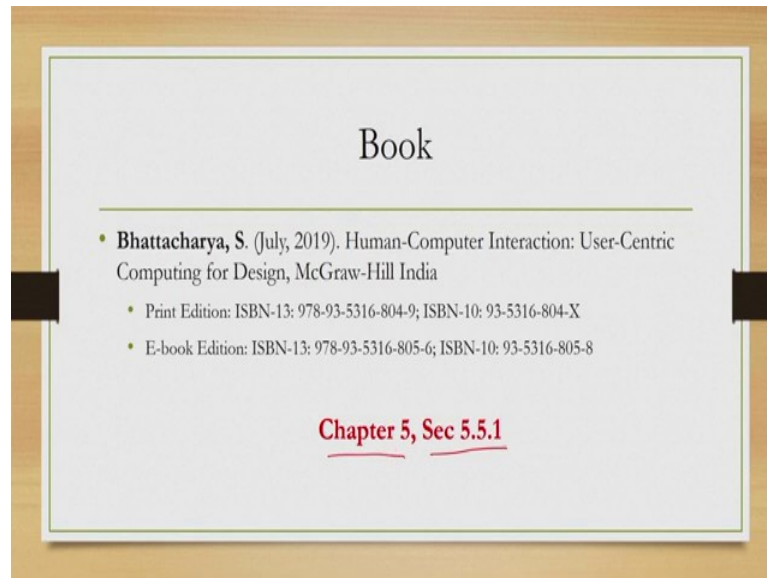 Book
• Bhattacharya, S. (July, 2019). Human-Computer Interaction: User-Centric
Computing for Design, McGraw-Hill India
• Print Edition: ISBN-13: 978-93-5316-804-9; ISBN-10: 93-5316-804-X
• E-book Edition: ISBN-13: 978-93-5316-805-6; ISBN-10: 93-5316-805-8
Chapter 5, Sec 5.5.1